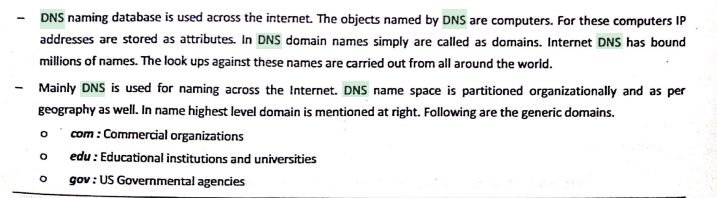 – DNS naming database is used across the internet. The objects named by DNS are computers. For these computers IP
addresses are stored as attributes. In DNS domain names simply are called as domains. Internet DNS has bound
millions of names. The look ups against these names are carried out from all around the world.
– Mainly DNS is used for naming across the Internet. DNS name space is partitioned organizationally and as per
geography as well. In name highest level domain is mentioned at right. Following are the generic domains.
o com : Commercial organizations
o edu : Educational institutions and universities
o gov : US Governmental agencies